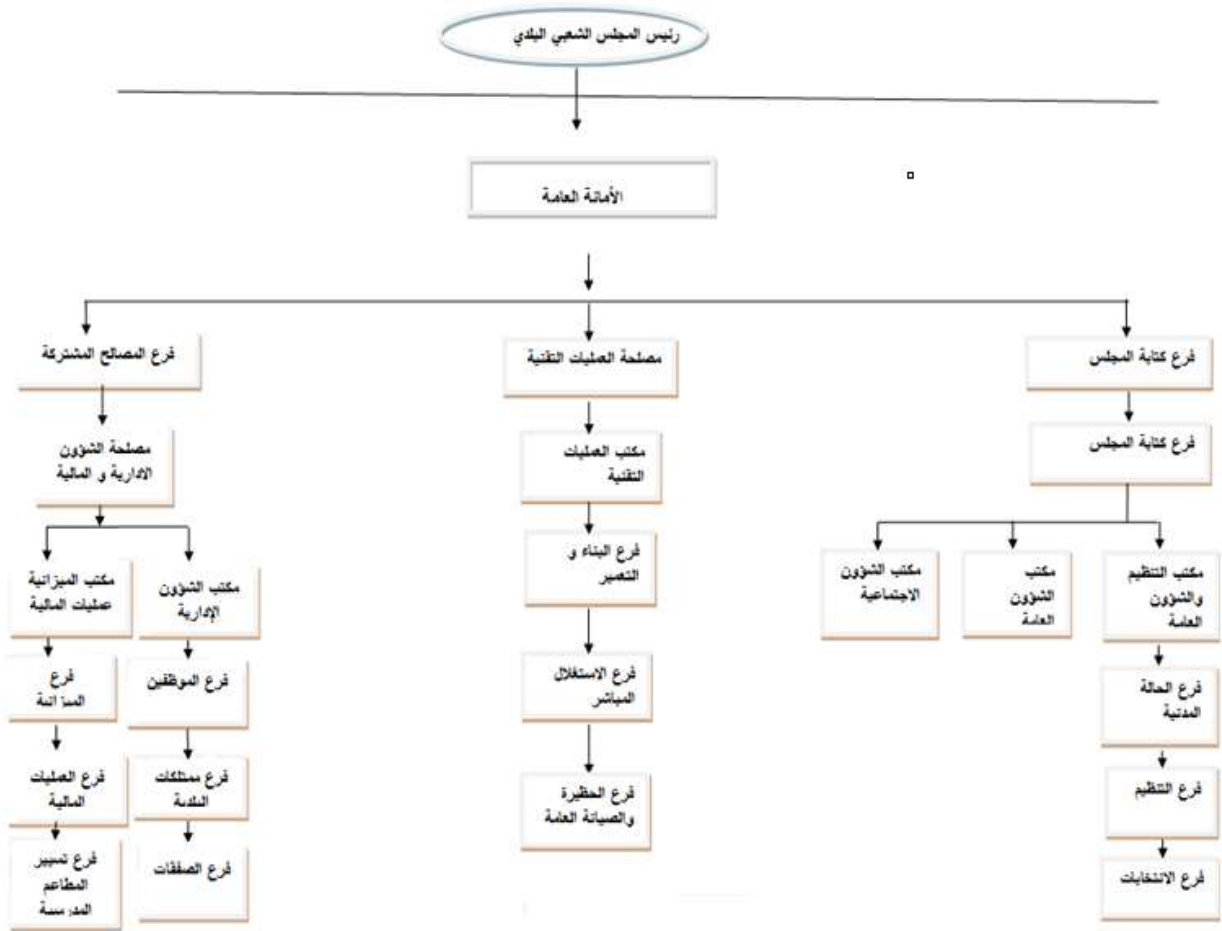 رئيس المجلس الشعبي البلدي
الأمانة العامة
فرع كتابة المجلس
مصلحة العمليات التقنية
فرع المصالح المشتركة
فرع كتابة المجلس
مكتب العمليات
التقنية
مصلحة الشؤون
الادارية و المالية
مكتب التنظيم
والشؤون
العامة
مكتب
الشؤون
العامة
مكتب الشؤون
الاجتماعية
فرع البناء و
التعمير
مكتب الشؤون
الإدارية
مكتب الميزانية
عمليات المالية
فرع الحالة
المدنية
فرع الاستغلال
المباشر
فرع الموظفين
فرع
الميزانية
فرع التنظيم
فرع الحظيرة
والصيانة العامة
فرع ممتلكات
البلدية
فرع العمليات
المالية
فرع الانتخابات
فرع الصفقات
فرع تسيير
المطاعم
المدرسية